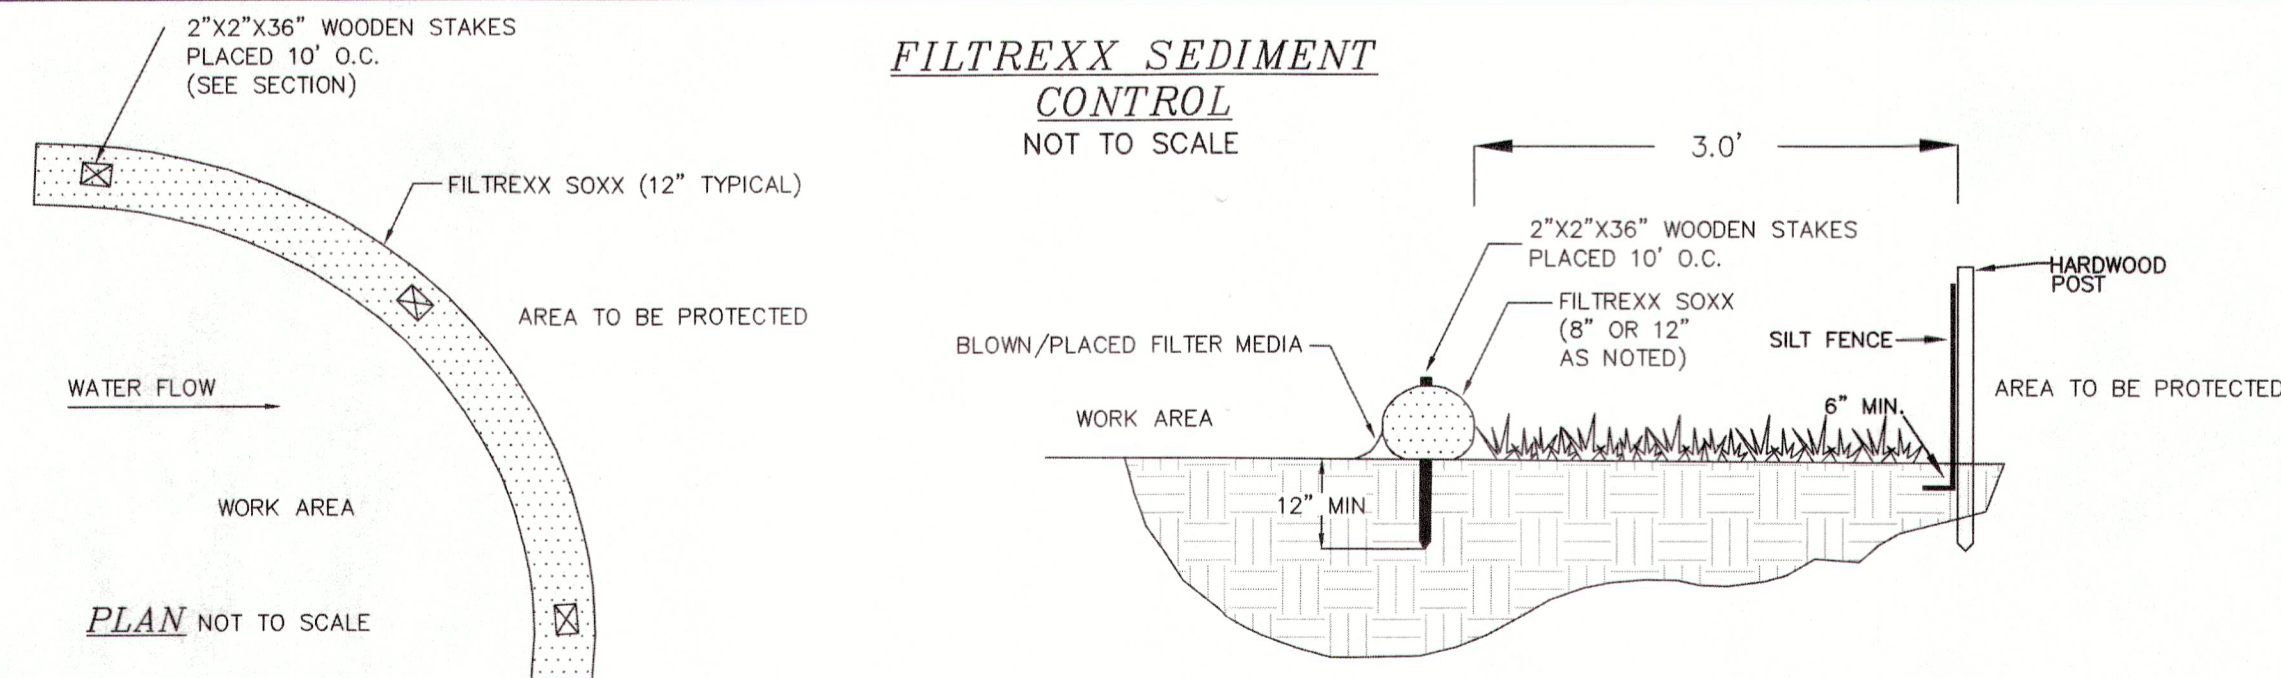 2"X2"X36" WOODEN STAKES
PLACED 10' O.C.
(SEE SECTION)
FILTREXX SOXX (12" TYPICAL)
AREA TO BE PROTECTED
WATER FLOW
WORK AREA
PLAN NOT TO SCALE
FILTREXX SEDIMENT
CONTROL
NOT TO SCALE
3.0'
2"X2"X36" WOODEN STAKES
PLACED 10' O.C.
FILTREXX SOXX
(8" OR 12"
AS NOTED)
BLOWN/PLACED FILTER MEDIA
WORK AREA
12" MIN
HARDWOOD
POST
SILT FENCE
6" MIN.
AREA TO BE PROTECTED